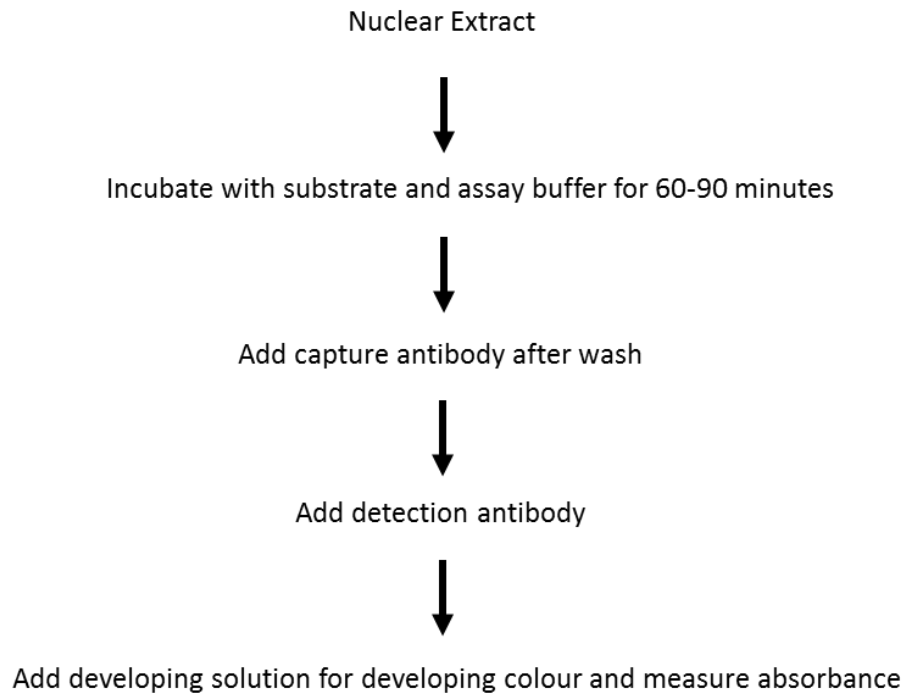 Nuclear Extract
Incubate with substrate and assay buffer for 60-90 minutes
Add capture antibody after wash
Add detection antibody
Add developing solution for developing colour and measure absorbance